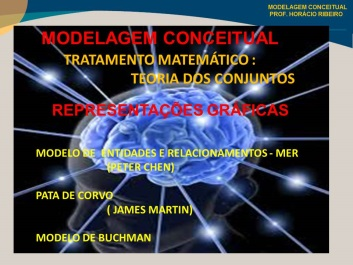 MODELAGEM CONCEITUAL
PROF. HORÁCIO RIBEIRO
MODELAGEM CONCEITUAL
TRATAMENTO MATEMÁTICO :
TEORIA DOS CONJUNTOS
REPRESENTAÇÕES GRÁFICAS
MODELO DE ENTIDADES E RELACIONAMENTOS - MER
(PETER CHEN)
PATA DE CORVO
( JAMES MARTIN)
MODELO DE BUCHMAN